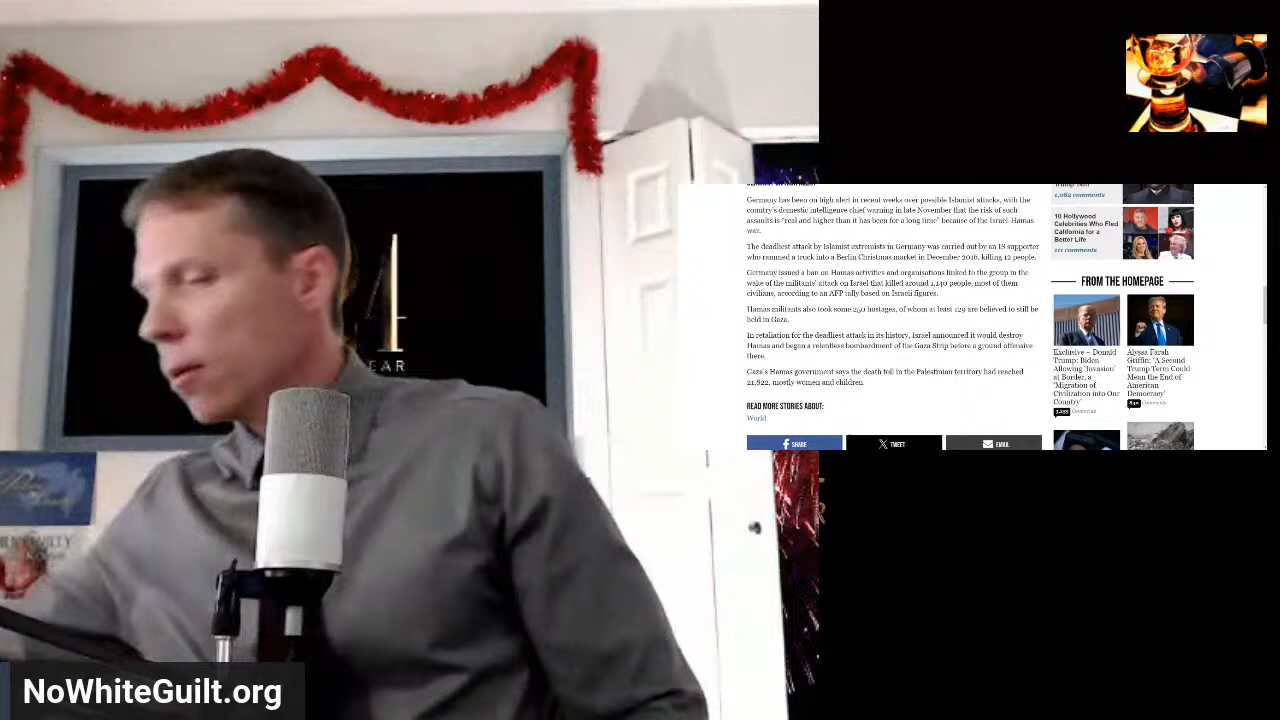 EAR
NoWhiteGuilt.org
Germany has been on high alert in recent weeks over possible Islamist attacks, with the
country's domestic intelligence chief warning in late November that the risk of such
assaults is "real and higher than it has been for a long time" because of the Israel-Hamas
war.
The deadliest attack by Islamist extremists in Germany was carried out by an IS supporter
who rammed a truck into a Berlin Christmas market in December 2016, killing 12 people.
Germany issued a ban on Hamas activities and organisations linked to the group in the
wake of the militants' attack on Israel that killed around 1,140 people, most of them
civilians, according to an AFP tally based on Israeli figures.
Hamas militants also took some 250 hostages, of whom at least 129 are believed to still be
held in Gaza.
In retaliation for the deadliest attack in its history, Israel announced it would destroy
Hamas and began a relentless bombardment of the Gaza Strip before a ground offensive
there.
Gaza's Hamas government says the death toll in the Palestinian territory had reached
21,822, mostly women and children.
READ MORE STORIES ABOUT:
World
SHARE
TWEET
EMAIL
1,082 comments
10 Hollywood
Celebrities Who Fled
California for a
Better Life
111 comments
FROM THE HOMEPAGE
Exclusive – Donald
Trump: Biden
Allowing 'Invasion'
at Border, a
'Migration of
Civilization into Our
Country'
Comments
Alyssa Farah
Griffin: 'A Second
Trump Term Could
Mean the End of
American
Democracy'
Comments